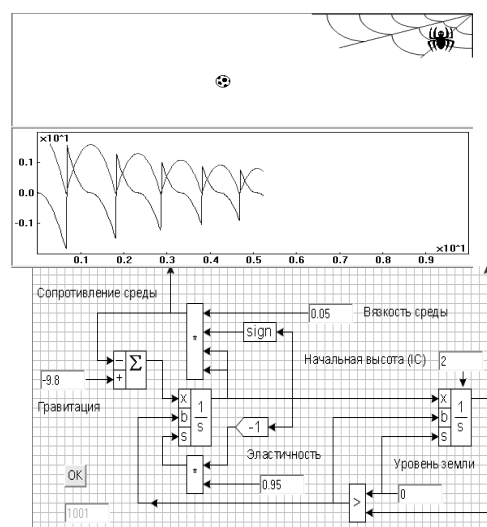 x10^1
0.1
0.0
-0.1
x10^1
0.1 0.2 0.3 0.4 0.5 0.6 0.7 0.8 0.9
Сопротивление среды
0.05 Вязкость среды
sign
*
Начальная высота (IC) 2
-9.8
- Σ
+
Гравитация
x 1 x 1
b s b s
s s
-1
Эластичность
Уровень земли
OK
*
0.95
0
>
1001